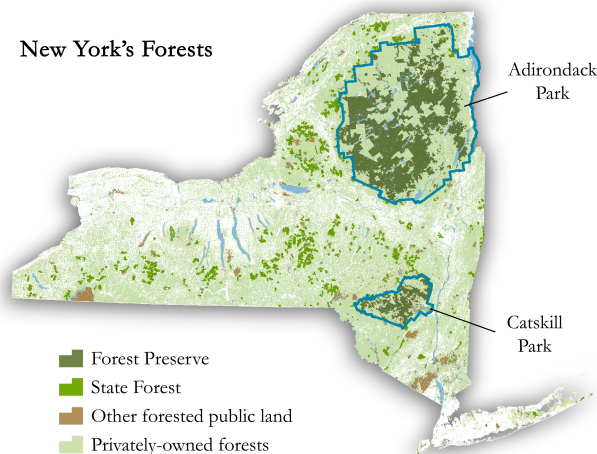 New York's Forests
Adirondack
Park
Catskill
Park
Forest Preserve
State Forest
Other forested public land
Privately-owned forests